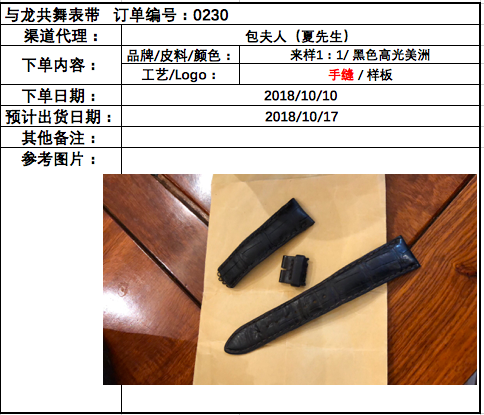 与龙共舞表带 订单编号：0230
渠道代理： 包夫人（夏先生）
下单内容： 品牌/皮料/颜色： 来样1：1/ 黑色高光美洲
工艺/Logo： 手缝 / 样板
下单日期： 2018/10/10
预计出货日期： 2018/10/17
其他备注：
参考图片：